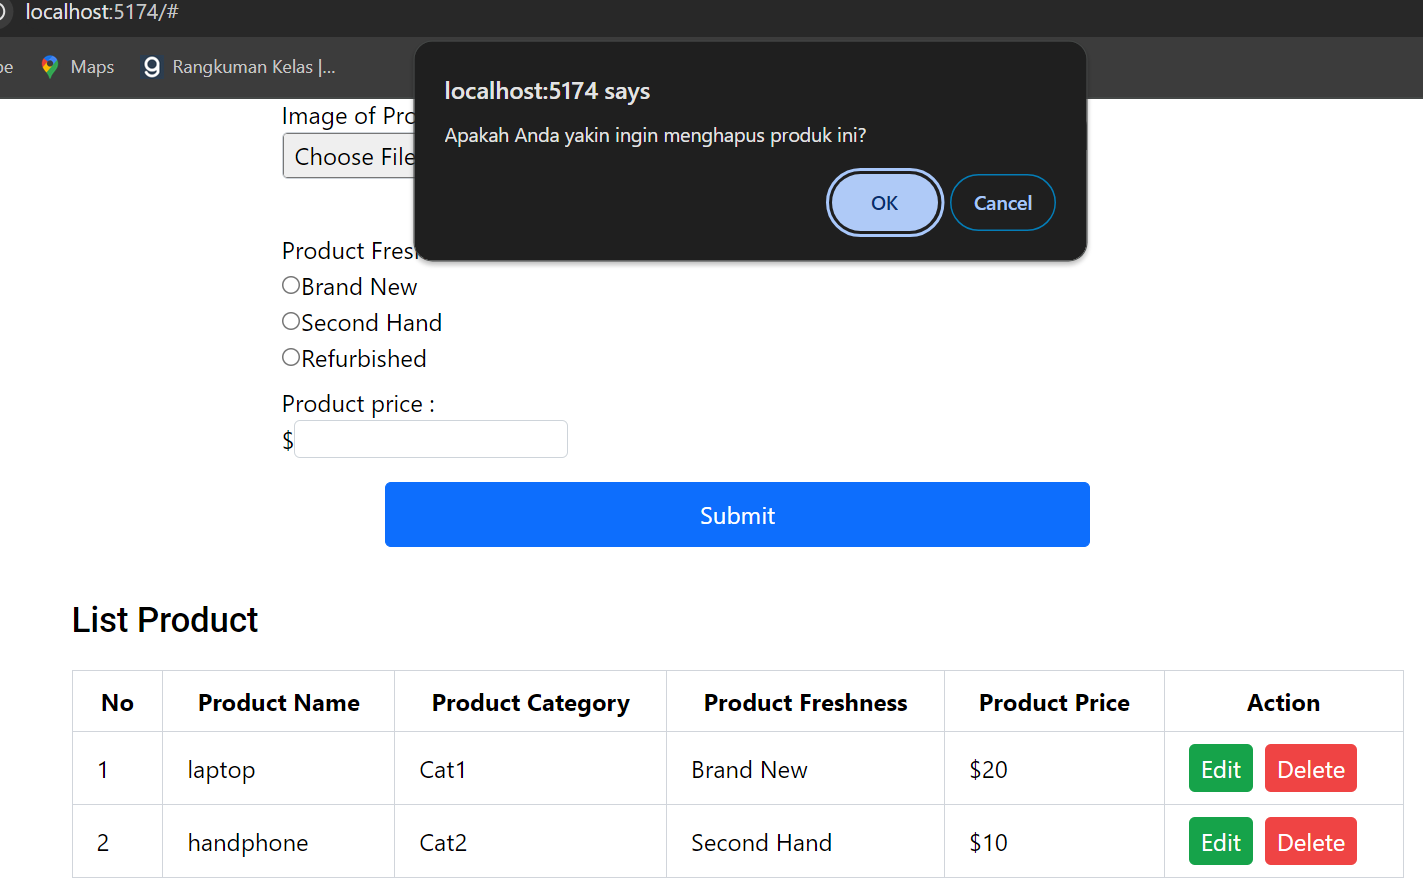 localhost:5174/#
Maps
Rangkuman Kelas |...
localhost:5174 says
Apakah Anda yakin ingin menghapus produk ini?
OK Cancel
Image of
Choose File
Product
Brand New
Second Hand
Refurbished
Product price :
$
Submit
List Product
No Product Name Product Category Product Freshness Product Price Action
1 laptop Cat1 Brand New $20 Edit Delete
2 handphone Cat2 Second Hand $10 Edit Delete